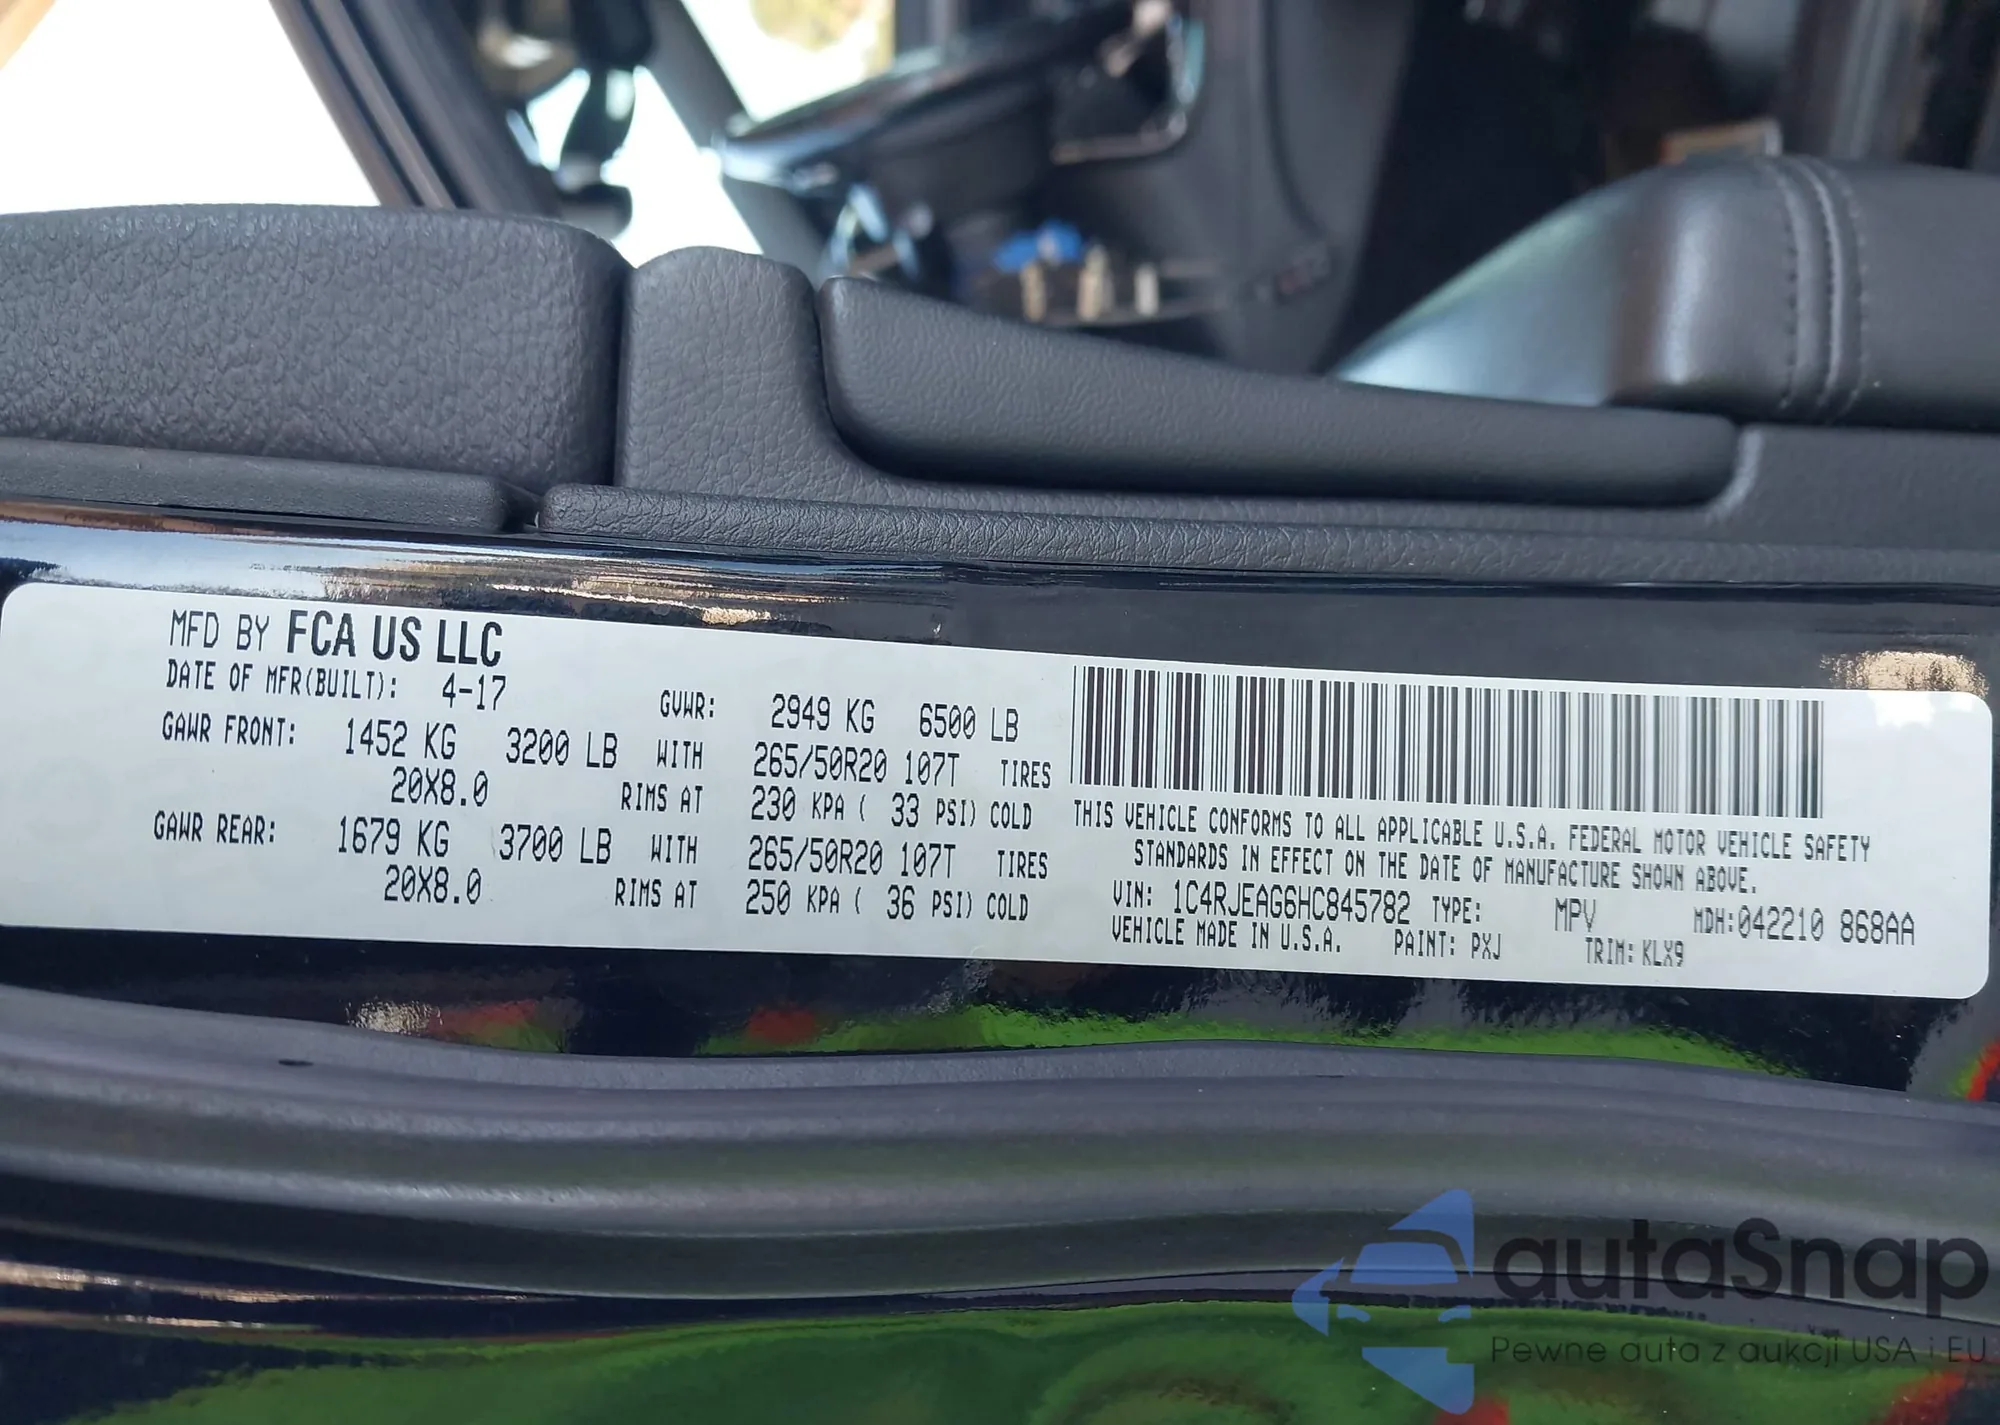 MFD BY FCA US LLC
DATE OF MFR(BUILT): 4-17 GVWR: 2949 KG 6500 LB
GAWR FRONT: 1452 KG 3200 LB WITH 265/50R20 107T TIRES
20X8.0 RIMS AT 230 KPA ( 33 PSI) COLD
GAWR REAR: 1679 KG 3700 LB WITH 265/50R20 107T TIRES
20X8.0 RIMS AT 250 KPA ( 36 PSI) COLD
THIS VEHICLE CONFORMS TO ALL APPLICABLE U.S.A. FEDERAL MOTOR VEHICLE SAFETY
STANDARDS IN EFFECT ON THE DATE OF MANUFACTURE SHOWN ABOVE.
VIN: 1C4RJEAG6HC845782 TYPE: MPV MDH:042210 868AA
VEHICLE MADE IN U.S.A. PAINT: PXJ TRIM: KLX9
autaSnap
Pewne auta z aukcji USA i EU